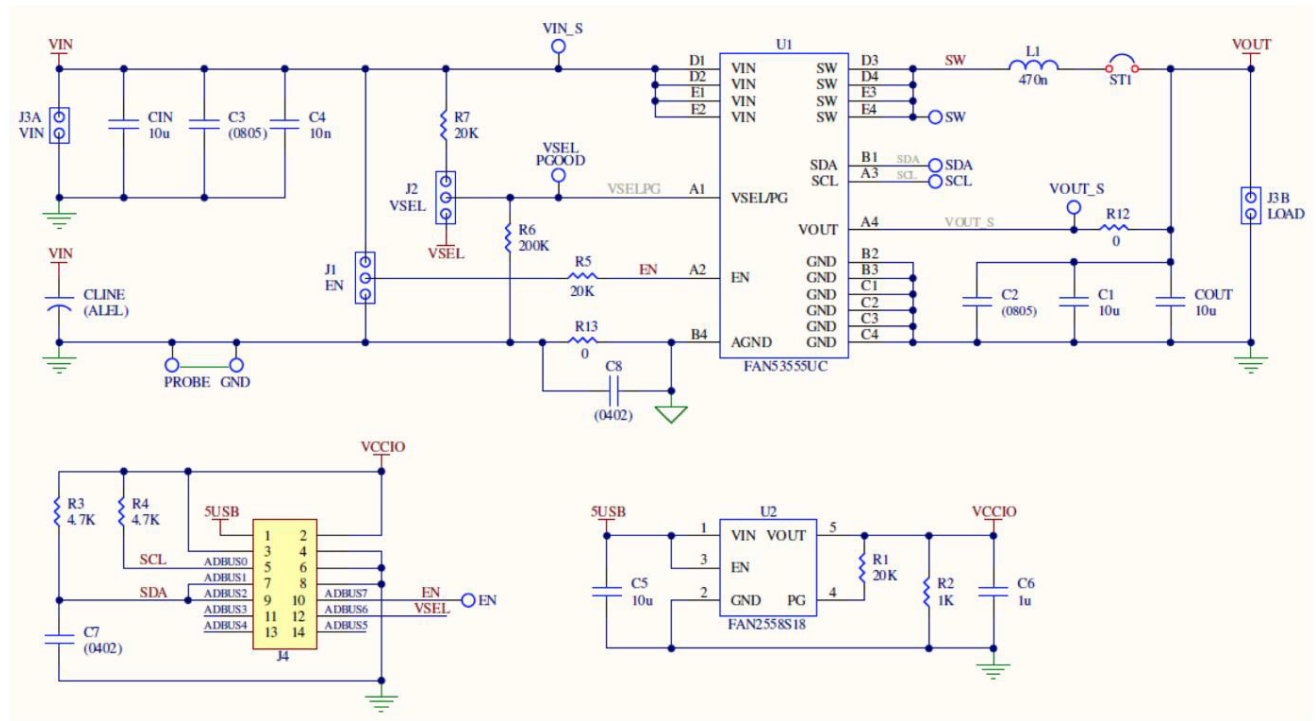 VIN
VIN_S
U1
VOUT
J3A
VIN
CIN
10u
C3
(0805)
C4
10n
R7
20K
D1 VIN
D2 VIN
E1 VIN
E2 VIN
SW D3 SW
SW D4
SW E3
SW E4 SW
L1
470n
ST1
SDA B1 SDA SDA
SCL A3 SCL SCL
VSEL
PGOOD
J2
VSEL
VSEL
VSELPG A1 VSEL/PG
R6
200K
VOUT_S
VOUT A4 VOUT_S
R12
0
J3B
LOAD
VIN
CLINE
(ALEL)
J1
EN
R5
20K
EN A2 EN
GND B2
GND B3
GND C1
GND C2
GND C3
GND C4
C2
(0805)
C1
10u
COUT
10u
R13
0
B4 AGND
FAN53555UC
PROBE GND
C8
(0402)
VCCIO
R3
4.7K
R4
4.7K
5USB
1 2
3 4
SCL ADBUS0 5 6
ADBUS1 7 8
SDA ADBUS2 9 10 ADBUS7 EN EN
ADBUS3 11 12 ADBUS6 VSEL
ADBUS4 13 14 ADBUS5
J4
C7
(0402)
5USB
U2
VCCIO
1 VIN VOUT 5
3 EN
2 GND PG 4
FAN2558S18
C5
10u
R1
20K
R2
1K
C6
1u